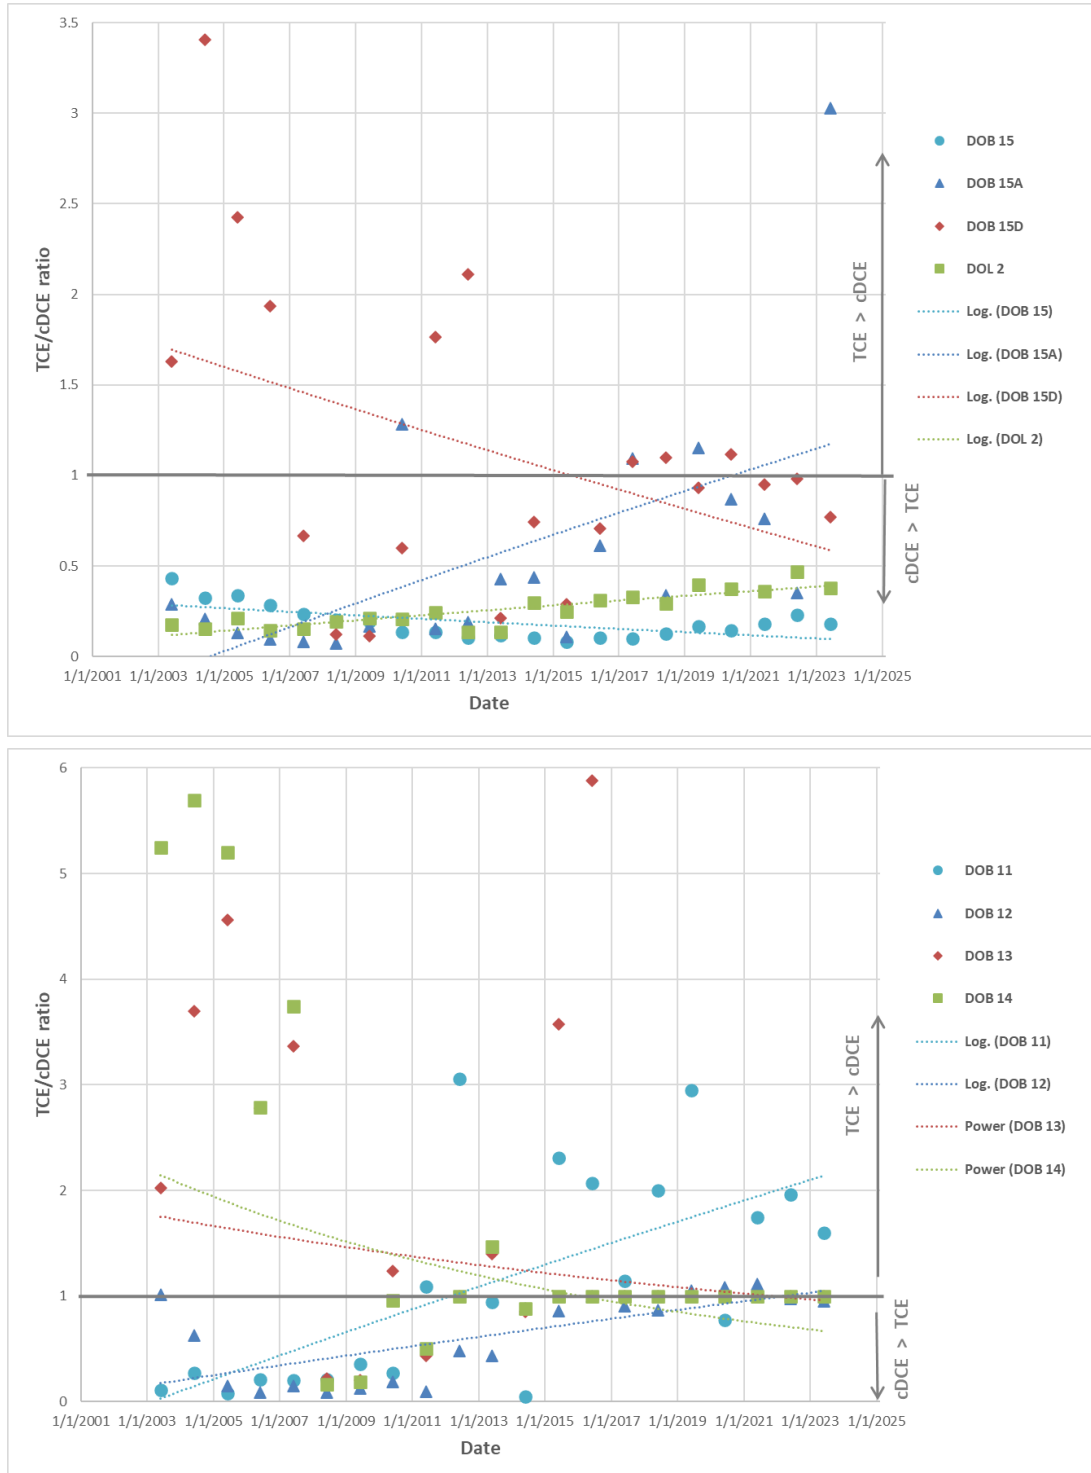 3.5
3
2.5
2
1.5
1
0.5
0
TCE/cDCE ratio
1/1/2001 1/1/2003 1/1/2005 1/1/2007 1/1/2009 1/1/2011 1/1/2013 1/1/2015 1/1/2017 1/1/2019 1/1/2021 1/1/2023 1/1/2025
Date
TCE > cDCE
cDCE > TCE
DOB 15
DOB 15A
DOB 15D
DOL 2
Log. (DOB 15)
Log. (DOB 15A)
Log. (DOB 15D)
Log. (DOL 2)
6
5
4
3
2
1
0
TCE/cDCE ratio
1/1/2001 1/1/2003 1/1/2005 1/1/2007 1/1/2009 1/1/2011 1/1/2013 1/1/2015 1/1/2017 1/1/2019 1/1/2021 1/1/2023 1/1/2025
Date
TCE > cDCE
cDCE > TCE
DOB 11
DOB 12
DOB 13
DOB 14
Log. (DOB 11)
Log. (DOB 12)
Power (DOB 13)
Power (DOB 14)